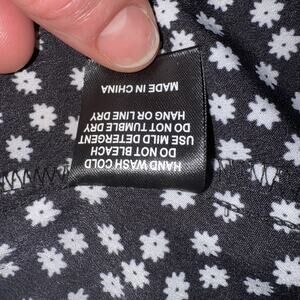 HAND WASH COLD
DO NOT BLEACH
USE MILD DETERGENT
DO NOT TUMBLE DRY
HANG OR LINE DRY
MADE IN CHINA